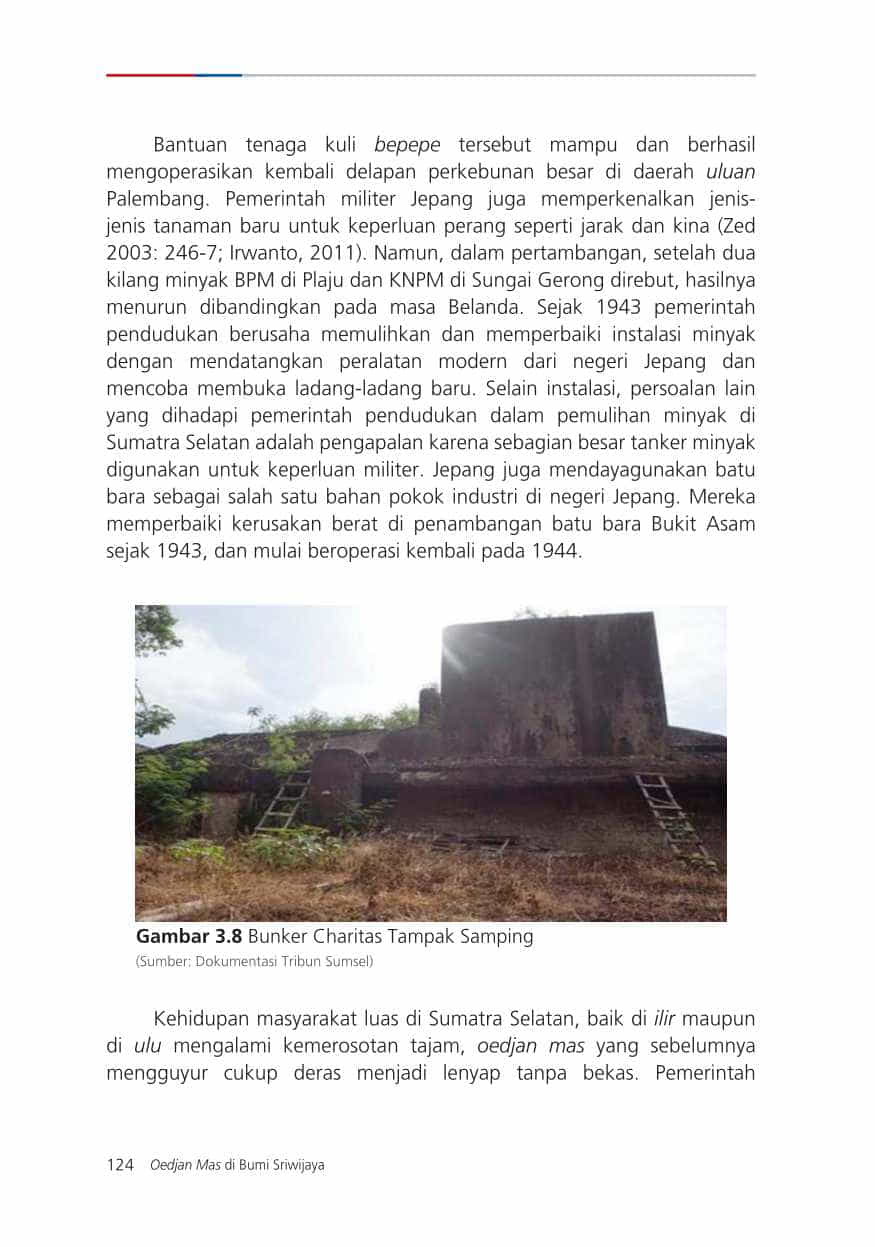 Bantuan tenaga kuli bepepe tersebut mampu dan berhasil
mengoperasikan kembali delapan perkebunan besar di daerah uluan
Palembang. Pemerintah militer Jepang juga memperkenalkan jenis-
jenis tanaman baru untuk keperluan perang seperti jarak dan kina (Zed
2003: 246-7; Irwanto, 2011). Namun, dalam pertambangan, setelah dua
kilang minyak BPM di Plaju dan KNPM di Sungai Gerong direbut, hasilnya
menurun dibandingkan pada masa Belanda. Sejak 1943 pemerintah
pendudukan berusaha memulihkan dan memperbaiki instalasi minyak
dengan mendatangkan peralatan modern dari negeri Jepang dan
mencoba membuka ladang-ladang baru. Selain instalasi, persoalan lain
yang dihadapi pemerintah pendudukan dalam pemulihan minyak di
Sumatra Selatan adalah pengapalan karena sebagian besar tanker minyak
digunakan untuk keperluan militer. Jepang juga mendayagunakan batu
bara sebagai salah satu bahan pokok industri di negeri Jepang. Mereka
memperbaiki kerusakan berat di penambangan batu bara Bukit Asam
sejak 1943, dan mulai beroperasi kembali pada 1944.
Gambar 3.8 Bunker Charitas Tampak Samping
(Sumber: Dokumentasi Tribun Sumsel)
Kehidupan masyarakat luas di Sumatra Selatan, baik di ilir maupun
di ulu mengalami kemerosotan tajam, oedjan mas yang sebelumnya
mengguyur cukup deras menjadi lenyap tanpa bekas. Pemerintah
124 Oedjan Mas di Bumi Sriwijaya